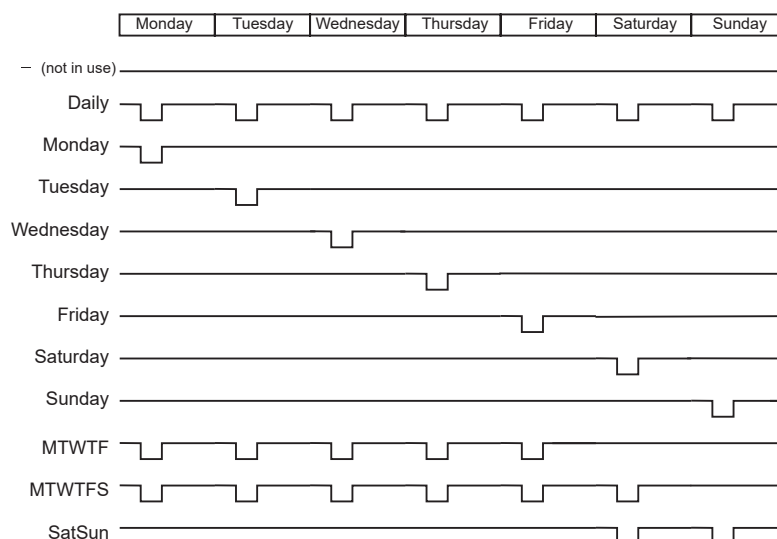 Monday Tuesday Wednesday Thursday Friday Saturday Sunday
– (not in use)
Daily
Monday
Tuesday
Wednesday
Thursday
Friday
Saturday
Sunday
MTWTF
MTWTFS
SatSun